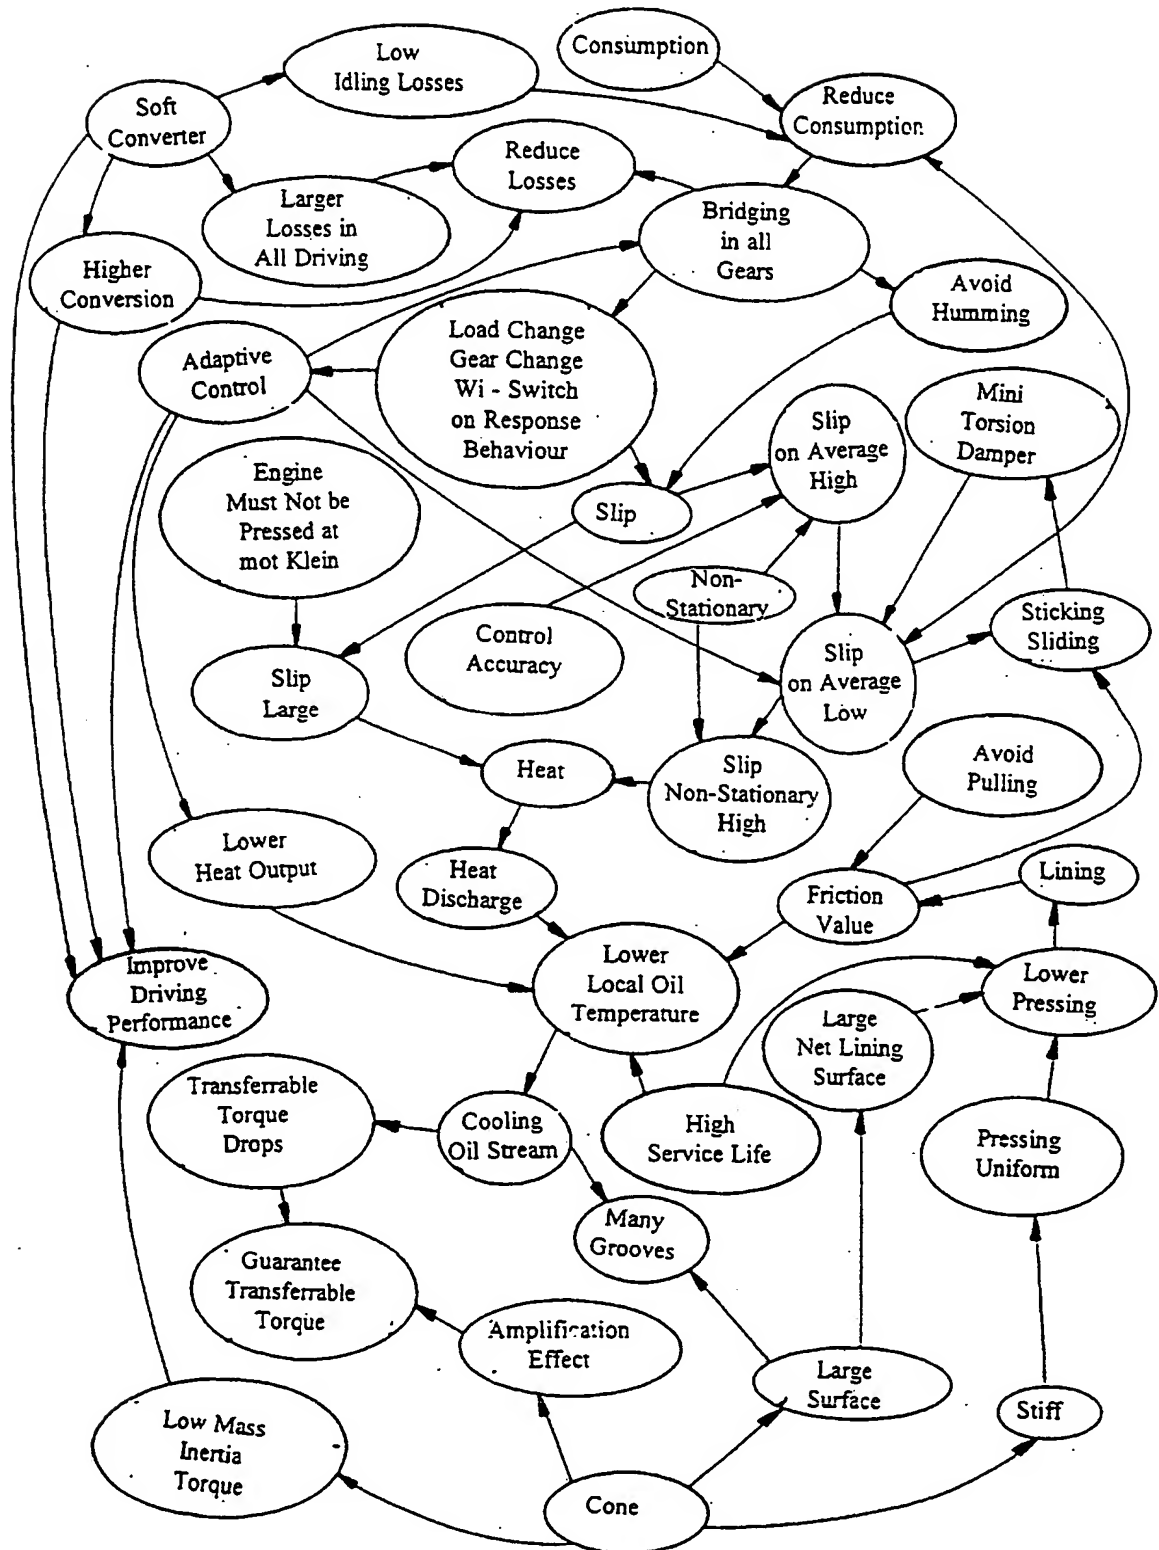 Low
Idling Losses
Consumption
Reduce
Consumption
Soft
Converter
Reduce
Losses
Larger
Losses in
All Driving
Bridging
in all
Gears
Higher
Conversion
Avoid
Humming
Load Change
Gear Change
Wi - Switch
on Response
Behaviour
Adaptive
Control
Slip
on Average
High
Mini
Torsion
Damper
Engine
Must Not be
Pressed at
mot Klein
Slip
Non-
Stationary
Sticking
Sliding
Control
Accuracy
Slip
on Average
Low
Slip
Large
Heat
Slip
Non-Stationary
High
Avoid
Pulling
Lower
Heat Output
Heat
Discharge
Friction
Value
Lining
Improve
Driving
Performance
Lower
Local Oil
Temperature
Lower
Pressing
Large
Net Lining
Surface
Transferrable
Torque
Drops
Cooling
Oil Stream
High
Service Life
Pressing
Uniform
Many
Grooves
Guarantee
Transferrable
Torque
Amplification
Effect
Large
Surface
Stiff
Low Mass
Inertia
Torque
Cone